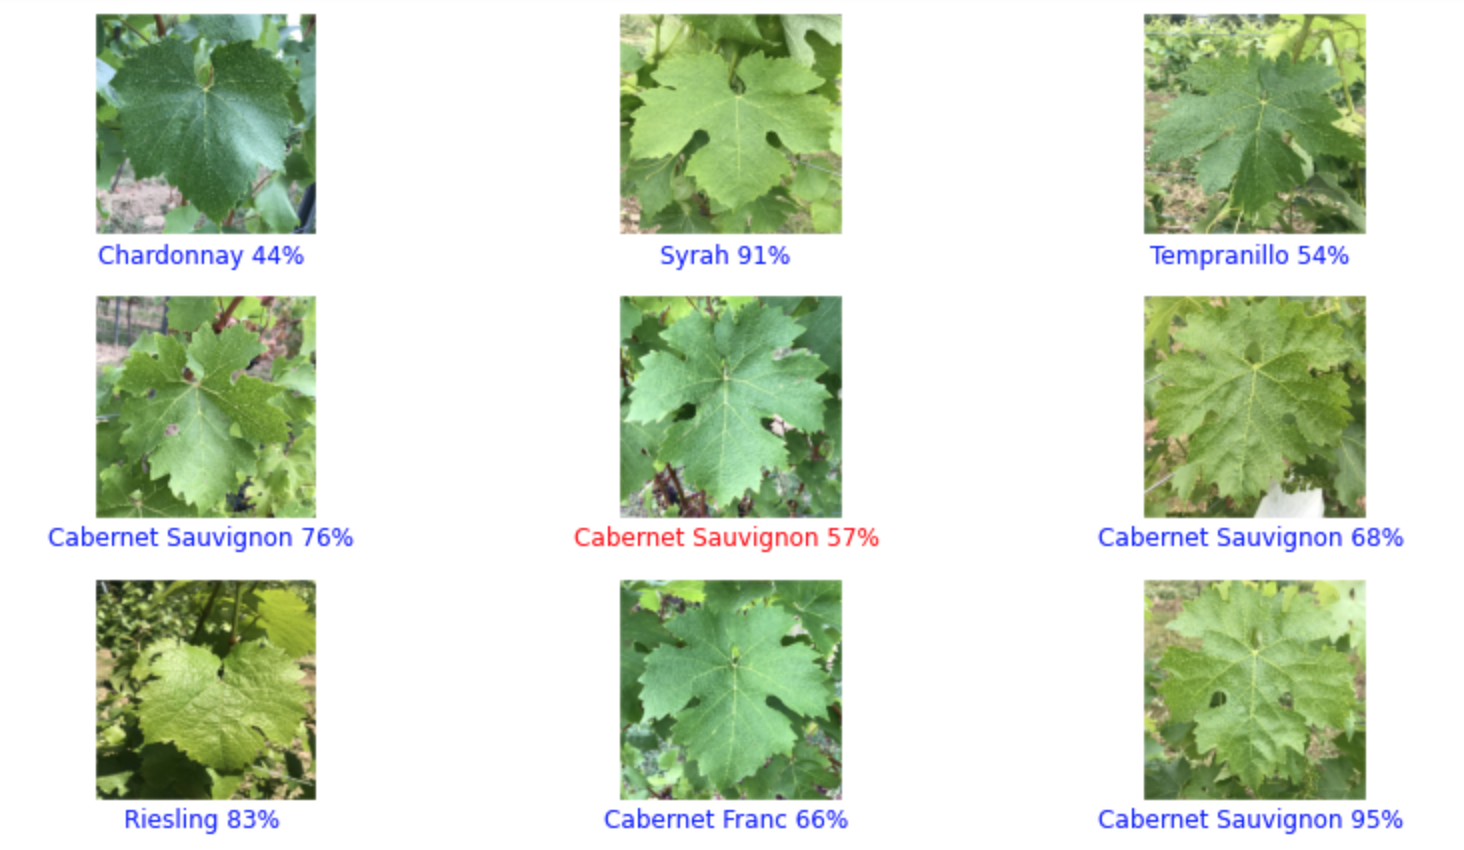 Chardonnay 44%
Syrah 91%
Tempranillo 54%
Cabernet Sauvignon 76%
Cabernet Sauvignon 57%
Cabernet Sauvignon 68%
Riesling 83%
Cabernet Franc 66%
Cabernet Sauvignon 95%